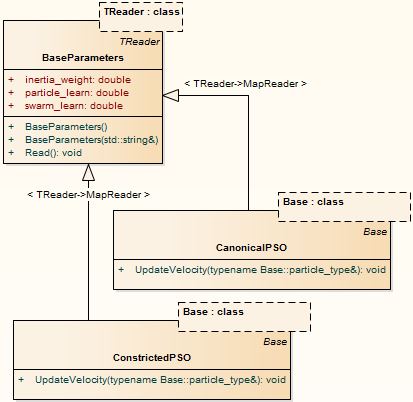 TReader : class
TReader
BaseParameters
+ inertia_weight: double
+ particle_learn: double
+ swarm_learn: double
+ BaseParameters()
+ BaseParameters(std::string&)
+ Read(): void
< TReader->MapReader >
< TReader->MapReader >
Base : class
Base
CanonicalPSO
+ UpdateVelocity(typename Base::particle_type&): void
Base : class
Base
ConstrictedPSO
+ UpdateVelocity(typename Base::particle_type&): void